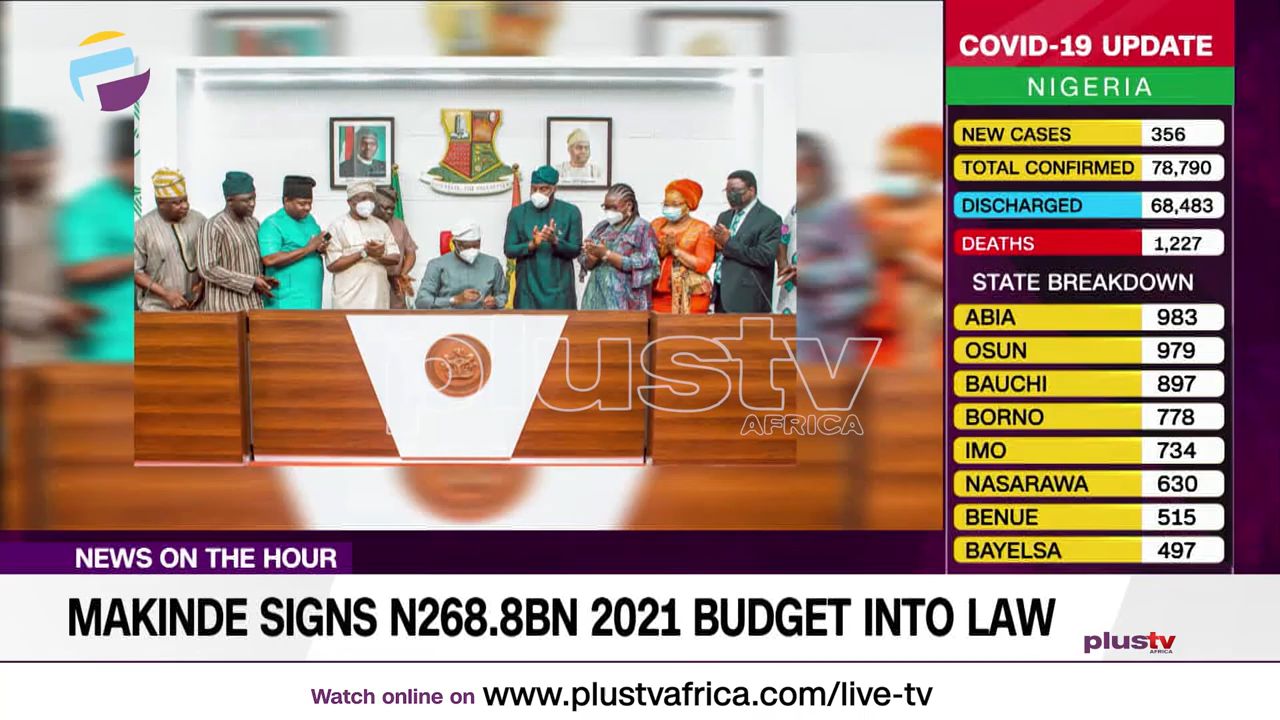 COVID-19 UPDATE
NIGERIA
NEW CASES 356
TOTAL CONFIRMED 78,790
DISCHARGED 68,483
DEATHS 1,227
STATE BREAKDOWN
ABIA 983
OSUN 979
BAUCHI 897
BORNO 778
IMO 734
NASARAWA 630
BENUE 515
BAYELSA 497
plustv
AFRICA
NEWS ON THE HOUR
MAKINDE SIGNS N268.8BN 2021 BUDGET INTO LAW
plustv
AFRICA
Watch online on www.plustvafrica.com/live-tv